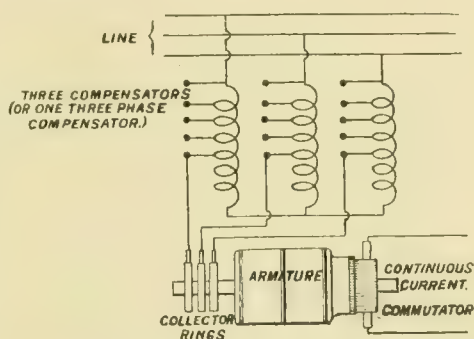 LINE
THREE COMPENSATORS
(OR ONE THREE PHASE
COMPENSATOR.)
ARMATURE
CONTINUOUS
CURRENT.
COMMUTATOR
COLLECTOR
RINGS